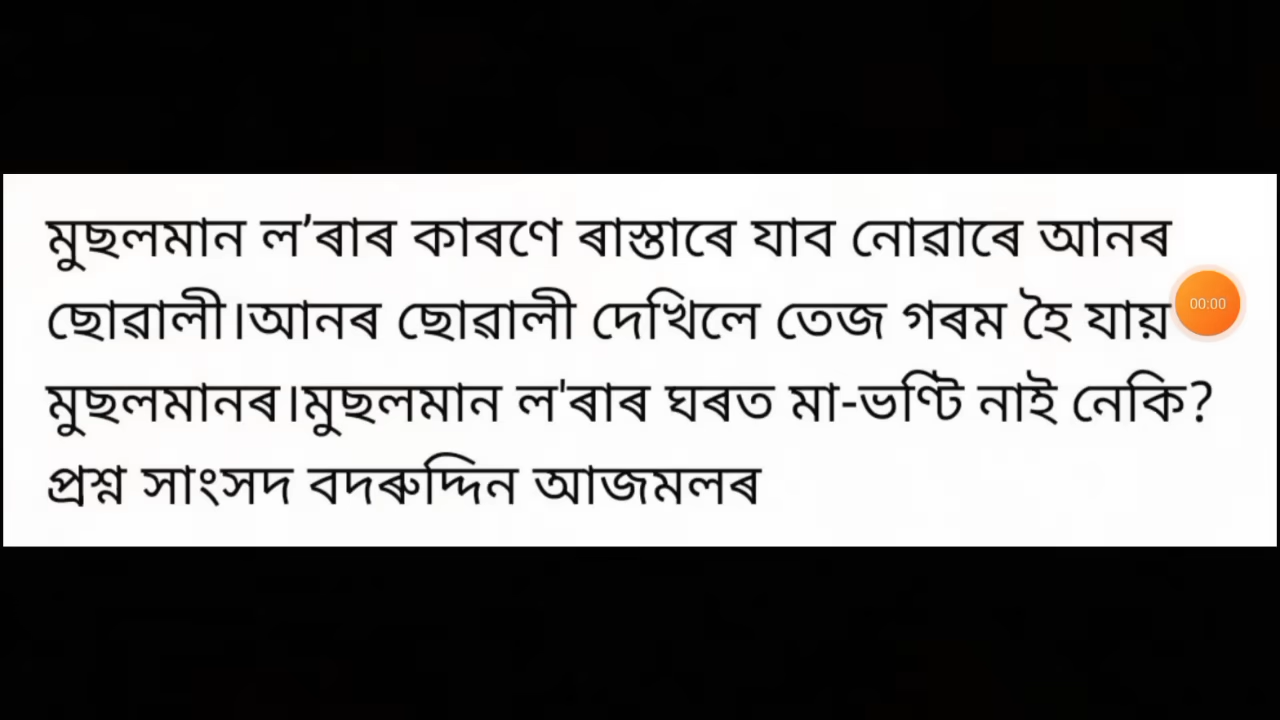 মুছলমান ল’ৰাৰ কাৰণে ৰাস্তাৰে যাব নোৱাৰে আনৰ
ছোৱালী।আনৰ ছোৱালী দেখিলে তেজ গৰম হৈ যায়
00:00
মুছলমানৰ।মুছলমান ল'ৰাৰ ঘৰত মা-ভণ্টি নাই নেকি?
প্ৰশ্ন সাংসদ বদৰুদ্দিন আজমলৰ